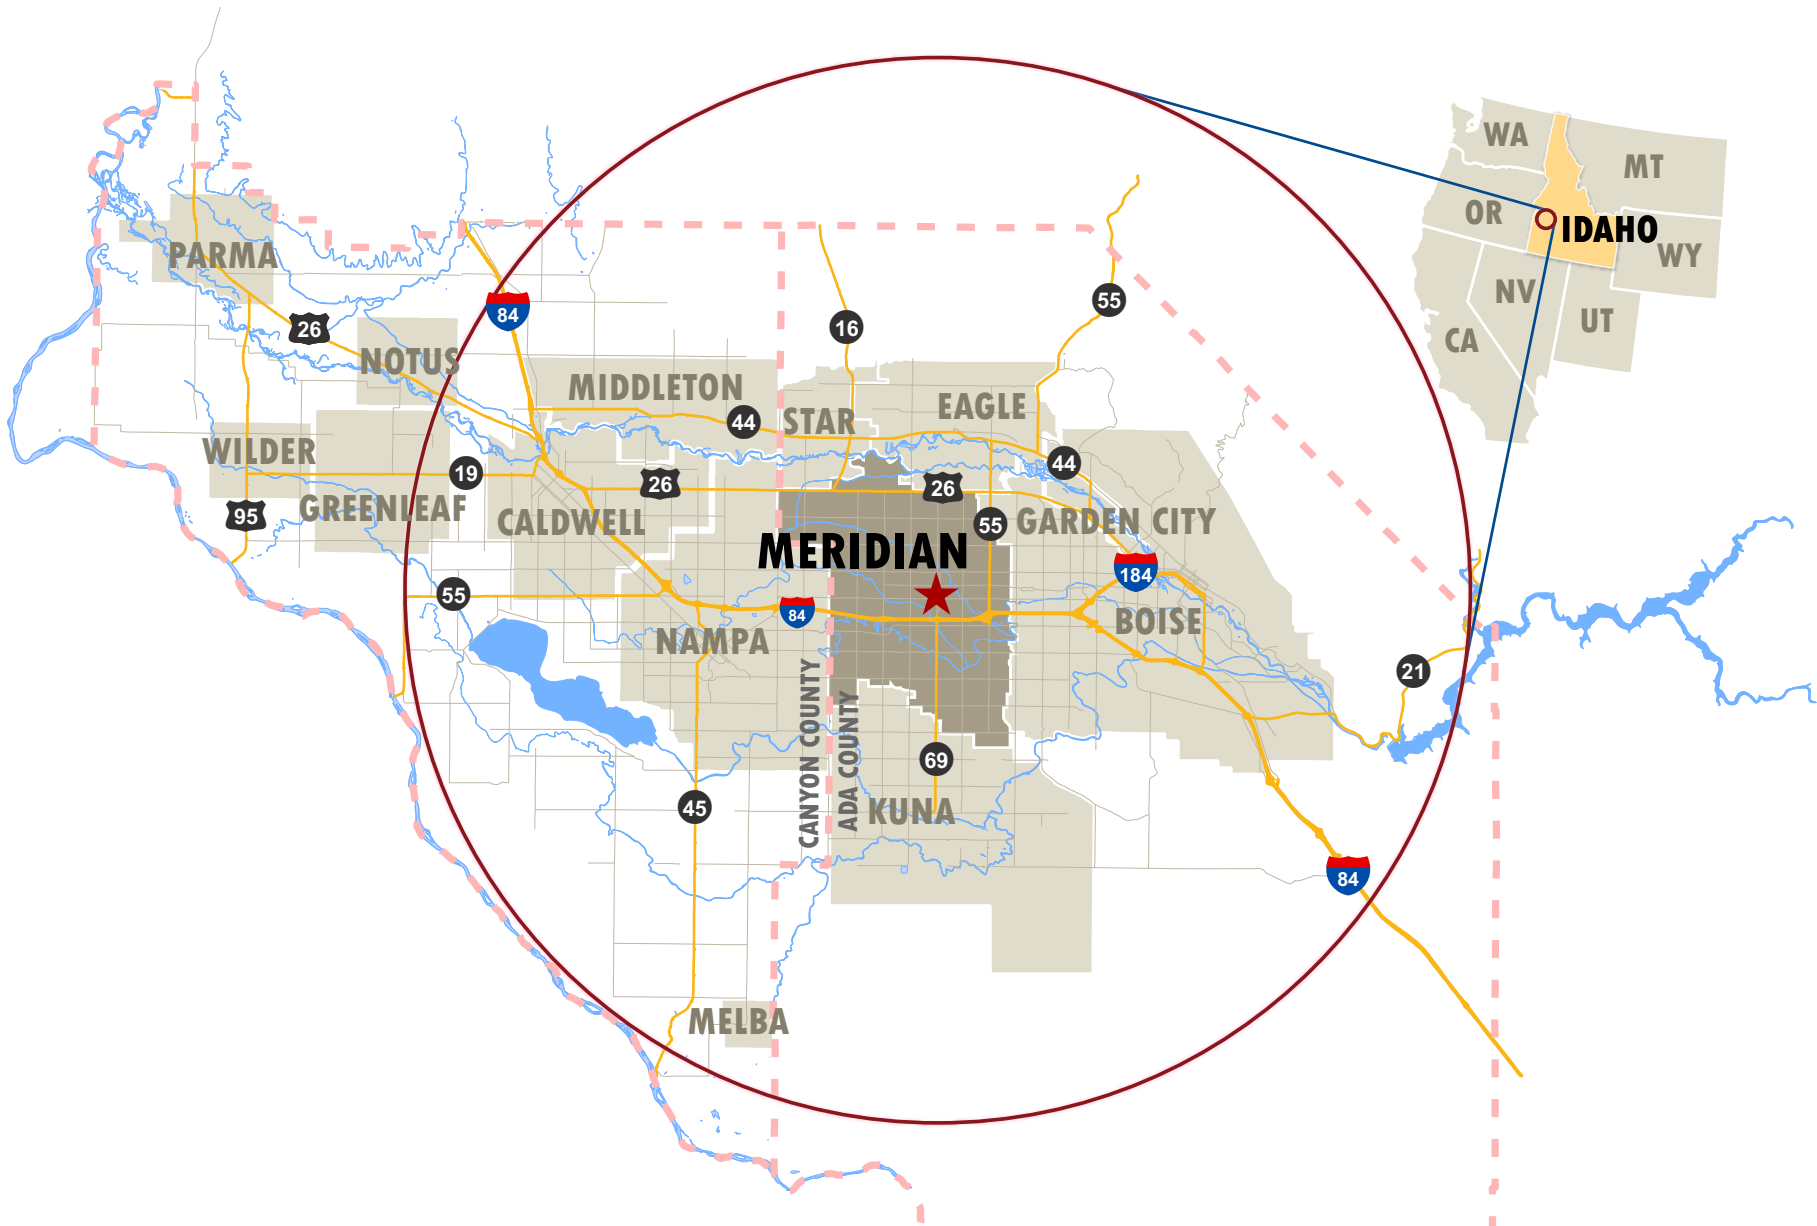 WA
MT
OR
IDAHO
WY
NV
UT
CA
PARMA
26
84
16
55
NOTUS
MIDDLETON
44
STAR
EAGLE
WILDER
19
26
26
44
GREENLEAF
95
CALDWELL
55
GARDEN CITY
MERIDIAN
184
55
84
BOISE
NAMPA
21
CANYON COUNTY
ADA COUNTY
69
45
KUNA
84
MELBA